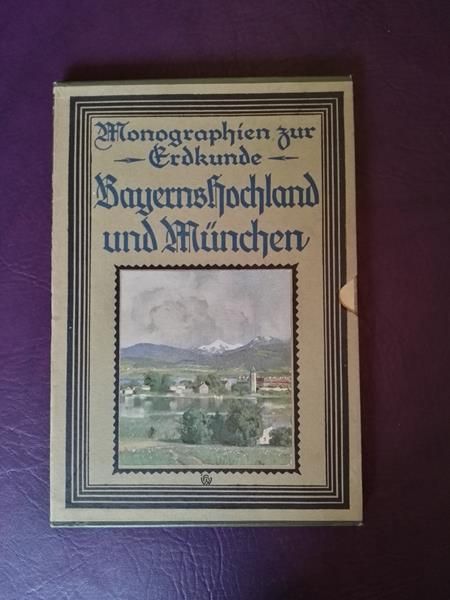 Monographien zur
Erdkunde
Bayerns Hochland
und München